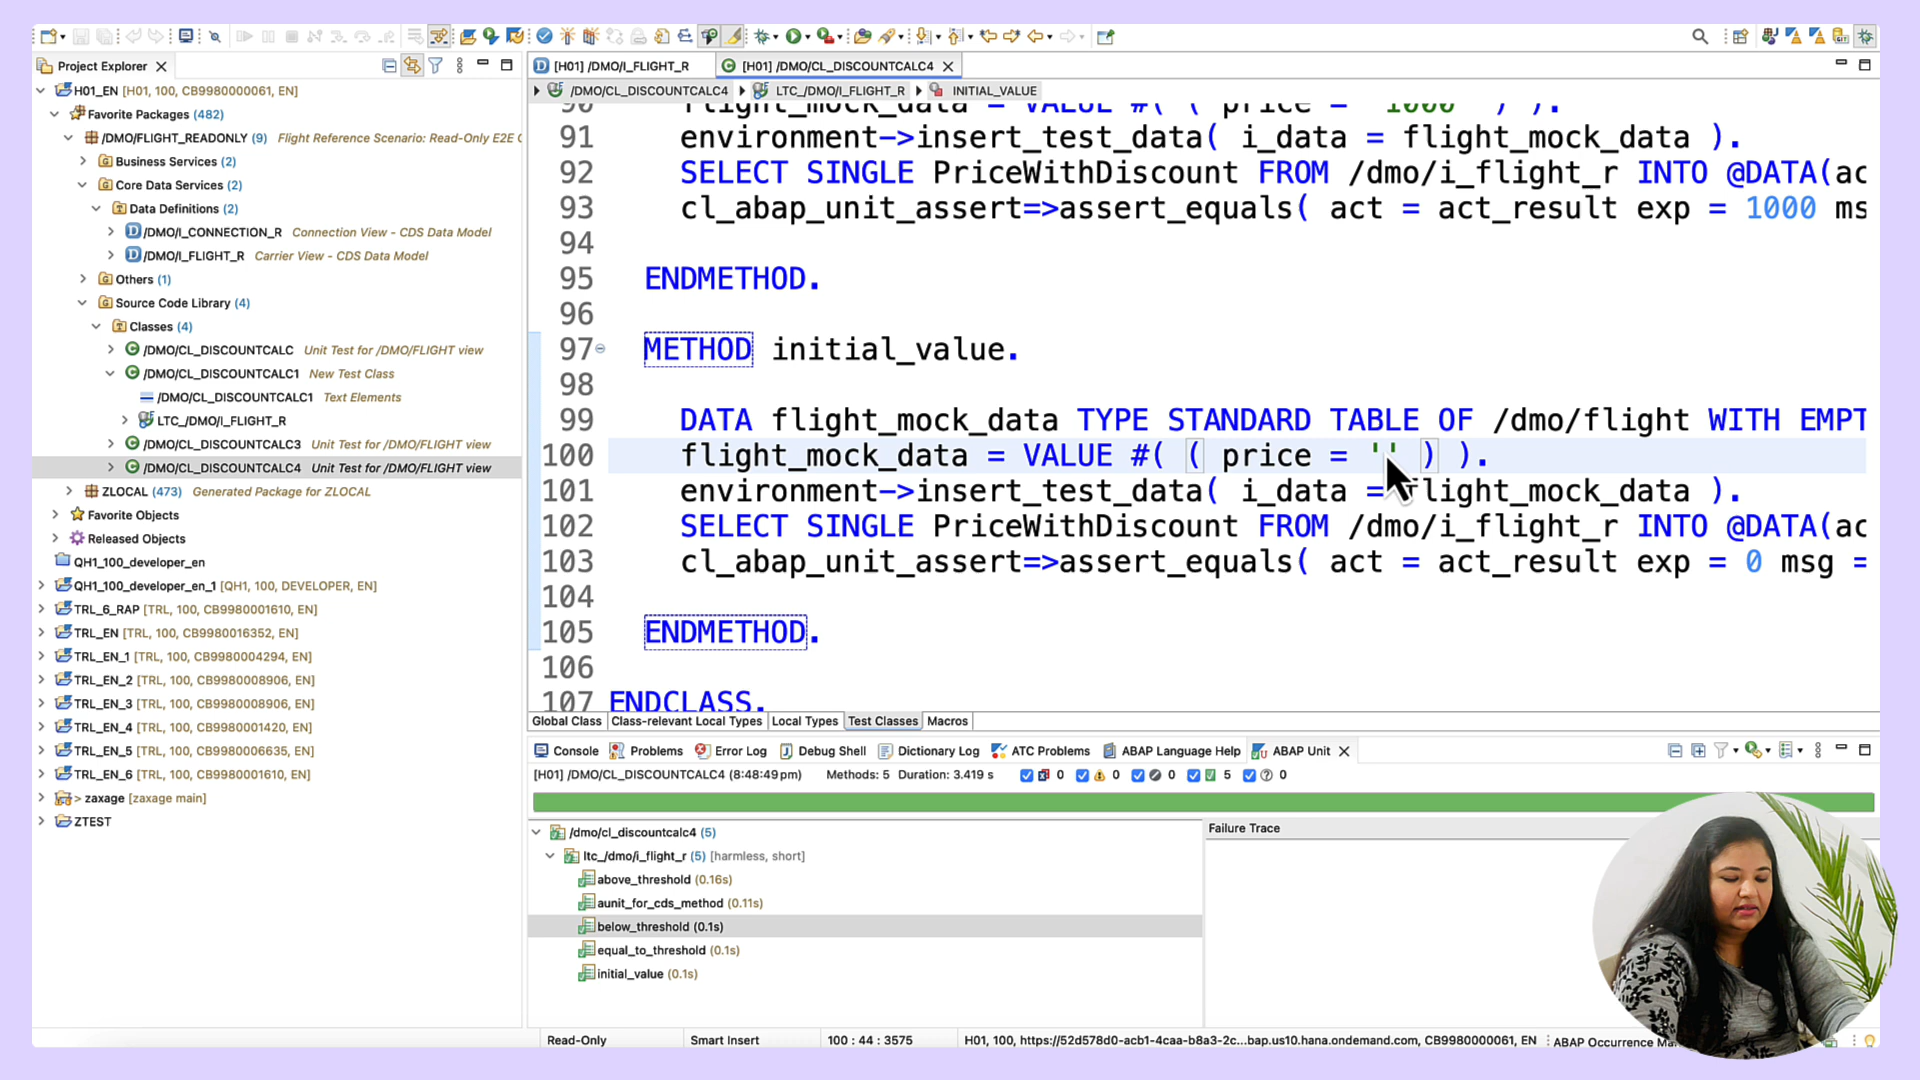 Project Explorer
H01_EN [H01, 100, CB9980000061, EN]
Favorite Packages (482)
/DMO/FLIGHT_READONLY (9) Flight Reference Scenario: Read-Only E2E C
Business Services (2)
Core Data Services (2)
Data Definitions (2)
/DMO/I_CONNECTION_R Connection View - CDS Data Model
/DMO/I_FLIGHT_R Carrier View - CDS Data Model
Others (1)
Source Code Library (4)
Classes (4)
/DMO/CL_DISCOUNTCALC Unit Test for /DMO/FLIGHT view
/DMO/CL_DISCOUNTCALC1 New Test Class
/DMO/CL_DISCOUNTCALC1 Text Elements
LTC_/DMO/I_FLIGHT_R
/DMO/CL_DISCOUNTCALC3 Unit Test for /DMO/FLIGHT view
/DMO/CL_DISCOUNTCALC4 Unit Test for /DMO/FLIGHT view
ZLOCAL (473) Generated Package for ZLOCAL
Favorite Objects
Released Objects
QH1_100_developer_en
QH1_100_developer_en_1 [QH1, 100, DEVELOPER, EN]
TRL_6_RAP [TRL, 100, CB9980001610, EN]
TRL_EN [TRL, 100, CB9980016352, EN]
TRL_EN_1 [TRL, 100, CB9980004294, EN]
TRL_EN_2 [TRL, 100, CB9980008906, EN]
TRL_EN_3 [TRL, 100, CB9980008906, EN]
TRL_EN_4 [TRL, 100, CB9980001420, EN]
TRL_EN_5 [TRL, 100, CB9980006635, EN]
TRL_EN_6 [TRL, 100, CB9980001610, EN]
> zaxage [zaxage main]
ZTEST
[H01] /DMO/I_FLIGHT_R
[H01] /DMO/CL_DISCOUNTCALC4
/DMO/CL_DISCOUNTCALC4
LTC_/DMO/I_FLIGHT_R
INITIAL_VALUE
90 flight_mock_data = VALUE #( ( price = '1000' ) ).
91 environment->insert_test_data( i_data = flight_mock_data ).
92 SELECT SINGLE PriceWithDiscount FROM /dmo/i_flight_r INTO @DATA(ac
93 cl_abap_unit_assert=>assert_equals( act = act_result exp = 1000 ms
94
95 ENDMETHOD.
96
97 METHOD initial_value.
98
99 DATA flight_mock_data TYPE STANDARD TABLE OF /dmo/flight WITH EMPT
100 flight_mock_data = VALUE #( ( price = '' ) ).
101 environment->insert_test_data( i_data = flight_mock_data ).
102 SELECT SINGLE PriceWithDiscount FROM /dmo/i_flight_r INTO @DATA(ac
103 cl_abap_unit_assert=>assert_equals( act = act_result exp = 0 msg =
104
105 ENDMETHOD.
106
107 ENDCLASS.
Global Class
Class-relevant Local Types
Local Types
Test Classes
Macros
Console
Problems
Error Log
Debug Shell
Dictionary Log
ATC Problems
ABAP Language Help
ABAP Unit
[H01] /DMO/CL_DISCOUNTCALC4 (8:48:49 pm) Methods: 5 Duration: 3.419 s 0 0 0 5 0
/dmo/cl_discountcalc4 (5)
ltc_/dmo/i_flight_r (5) [harmless, short]
above_threshold (0.16s)
aunit_for_cds_method (0.11s)
below_threshold (0.1s)
equal_to_threshold (0.1s)
initial_value (0.1s)
Failure Trace
Read-Only
Smart Insert
100 : 44 : 3575
H01, 100, https://52d578d0-acb1-4caa-b8a3-2c...bap.us10.hana.ondemand.com, CB9980000061, EN
ABAP Occurrence Ma